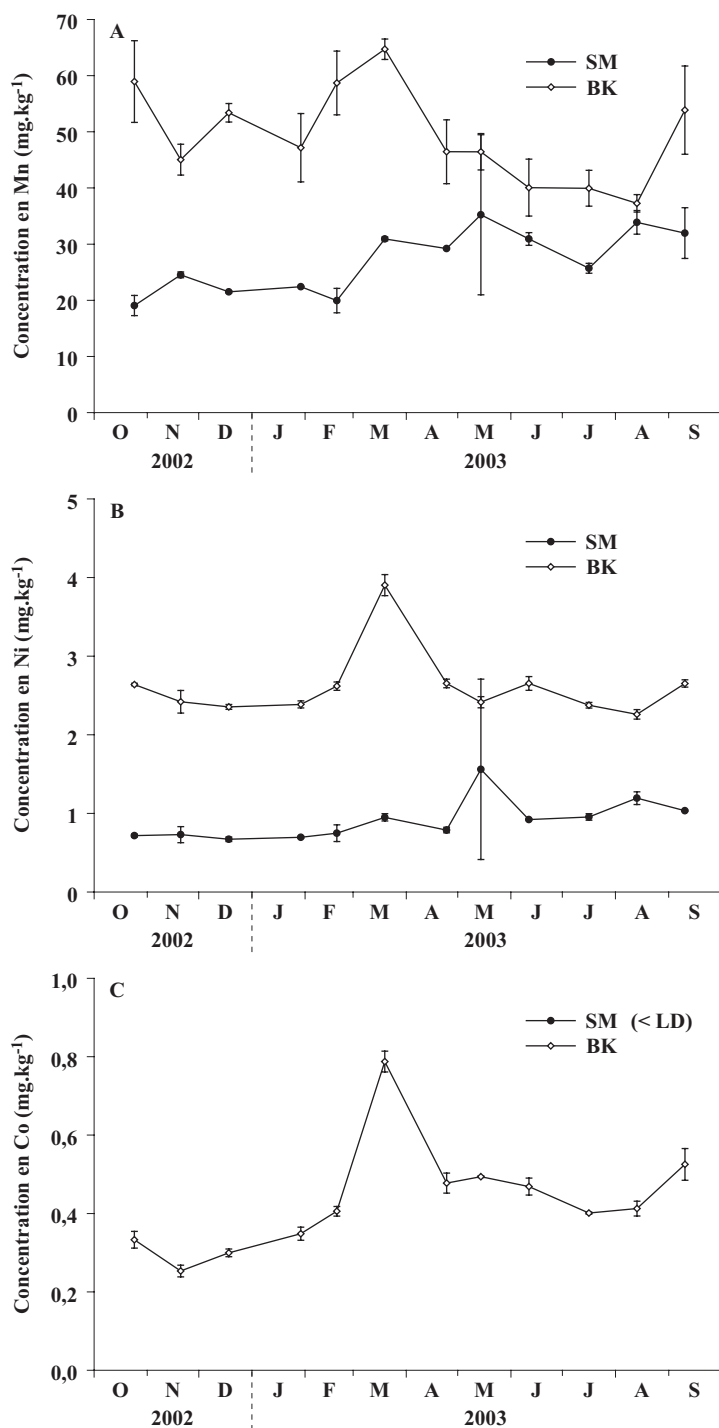 A
SM
BK
Concentration en Mn (mg.kg-1)
70
60
50
40
30
20
10
0
O N D J F M A M J J A S
2002 2003
B
SM
BK
Concentration en Ni (mg.kg-1)
5
4
3
2
1
0
O N D J F M A M J J A S
2002 2003
C
SM (< LD)
BK
Concentration en Co (mg.kg-1)
1,0
0,8
0,6
0,4
0,2
0,0
O N D J F M A M J J A S
2002 2003